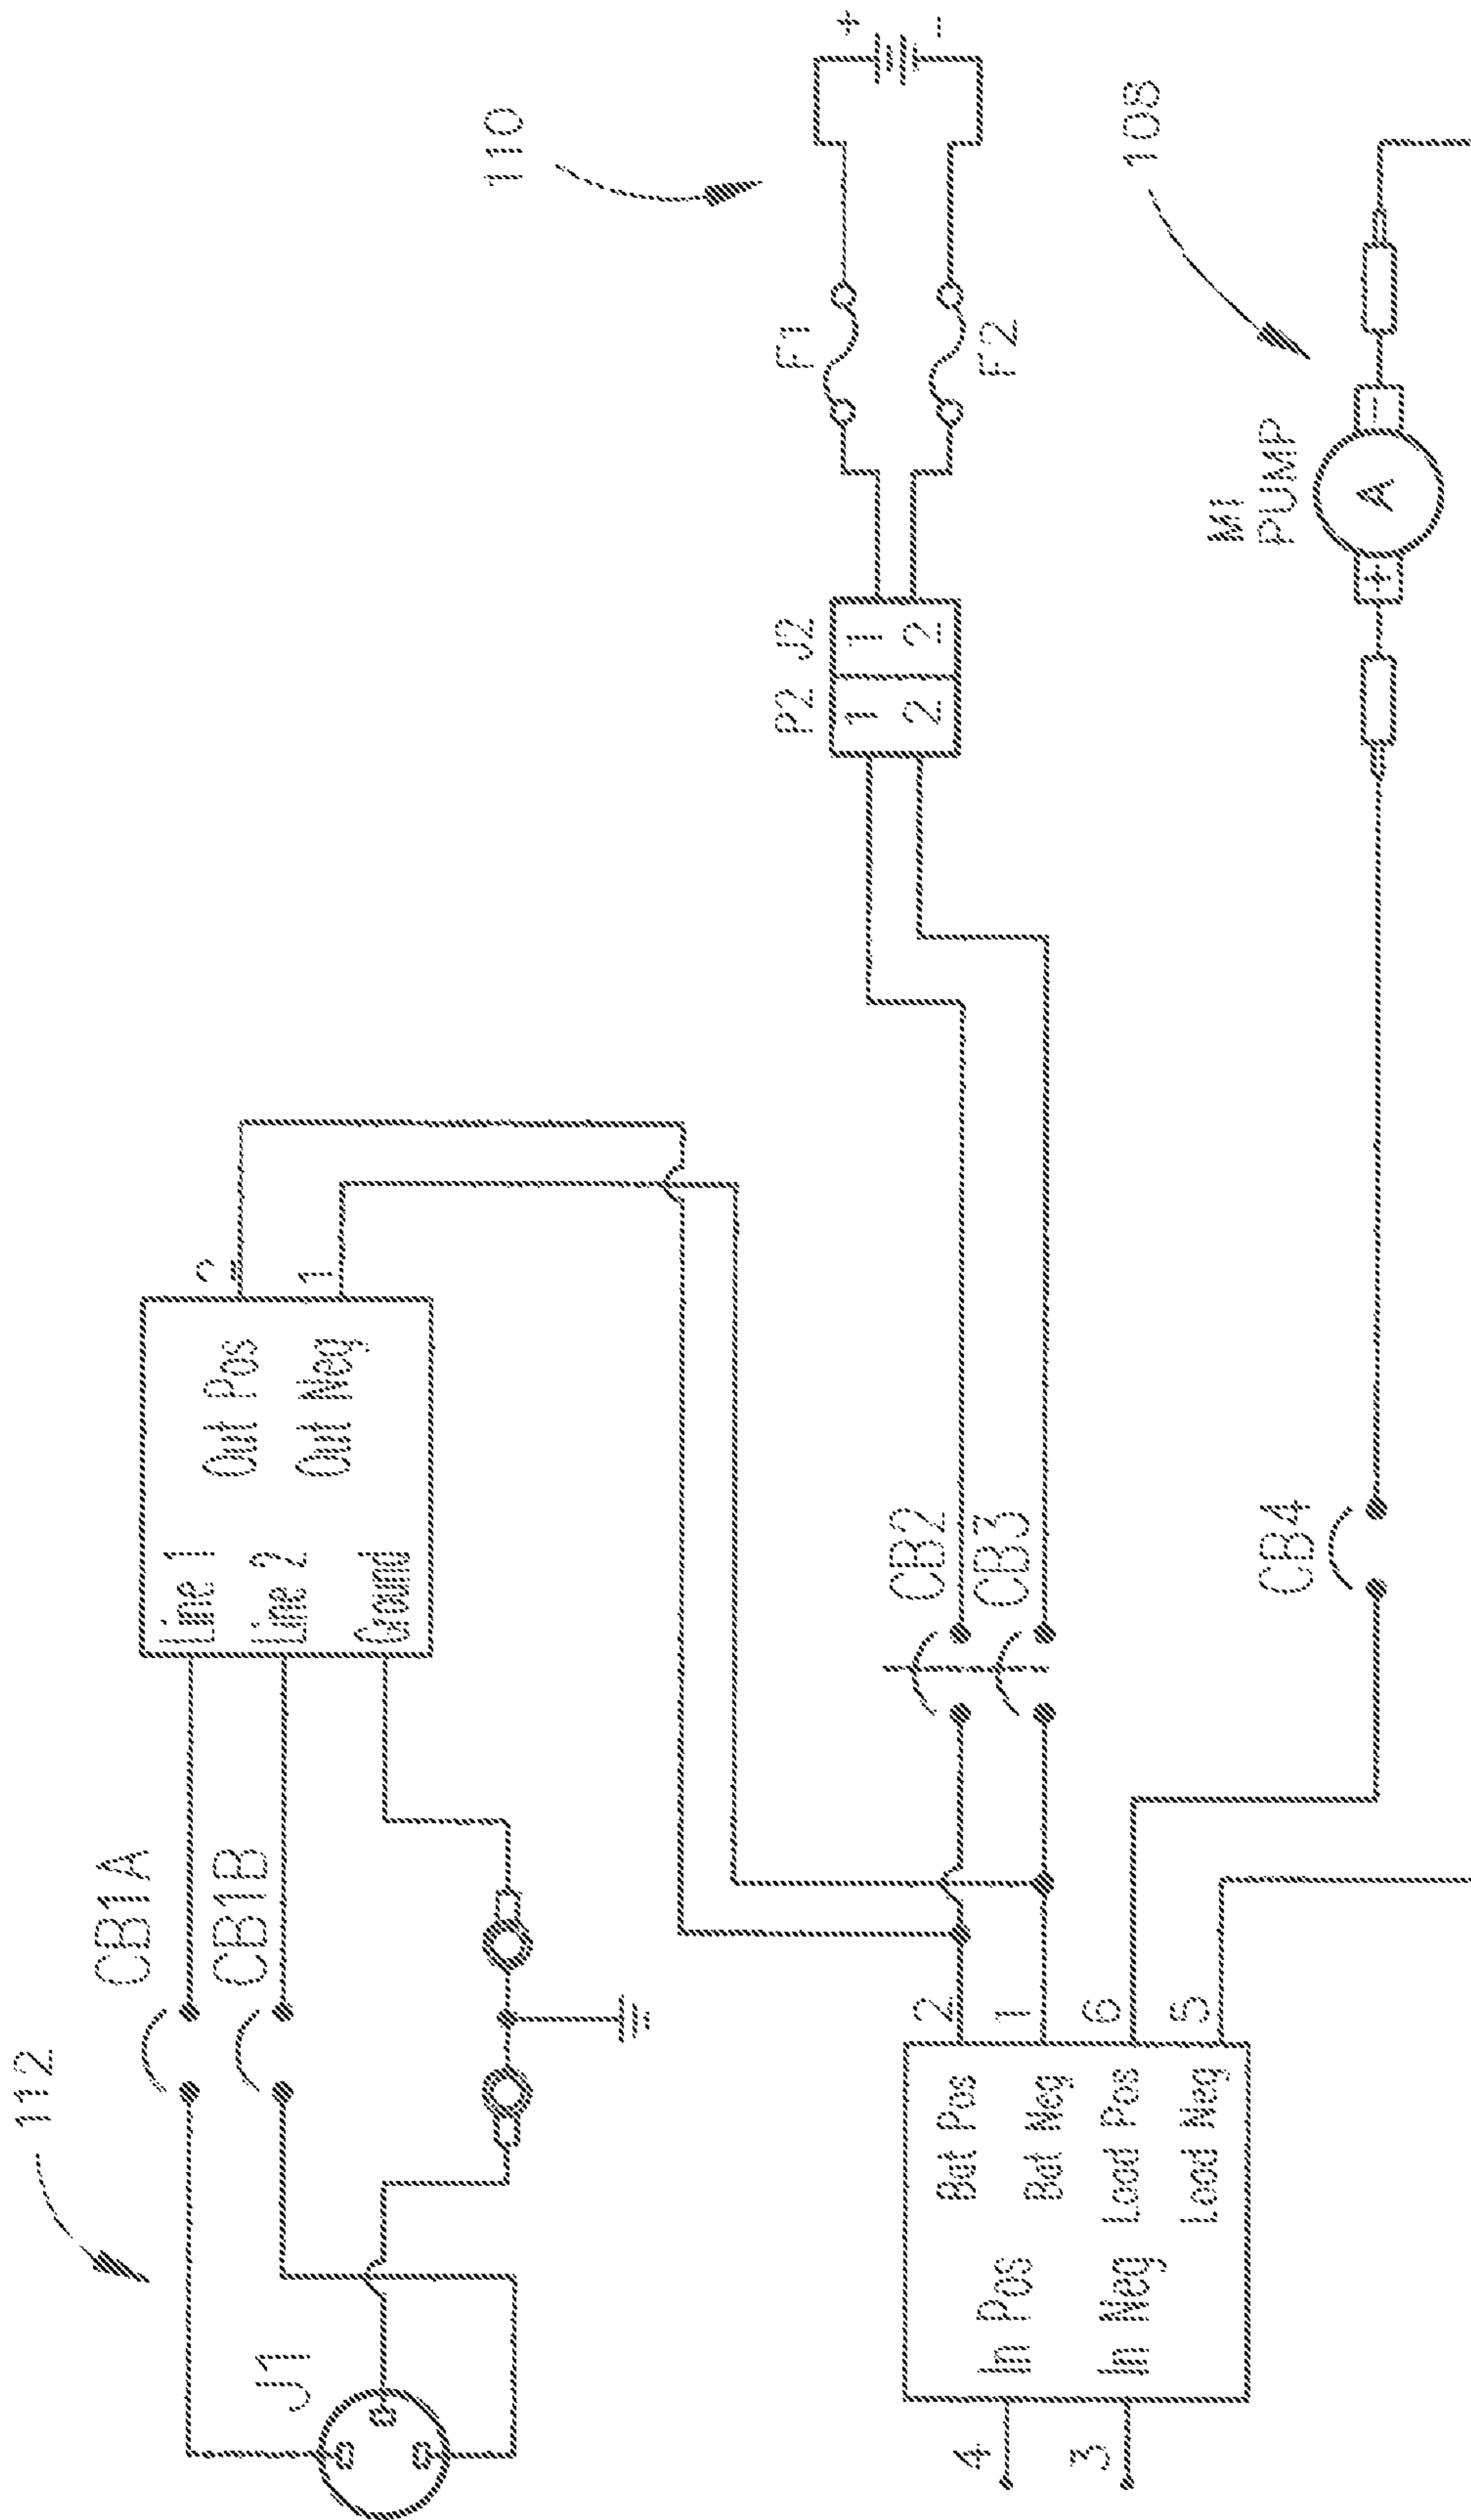 112
CB1A
CB1B
J1
Line 1
Line 2
Ground
Out Pos
Out Neg
2
1
110
+
-
F1
F2
P2 J2
1 1
2 2
CB2
CB3
4
3
In Pos
In Neg
Bat Pos
Bat Neg
Load Pos
Load Neg
2
1
6
5
CB4
108
M1
PUMP
+ A -